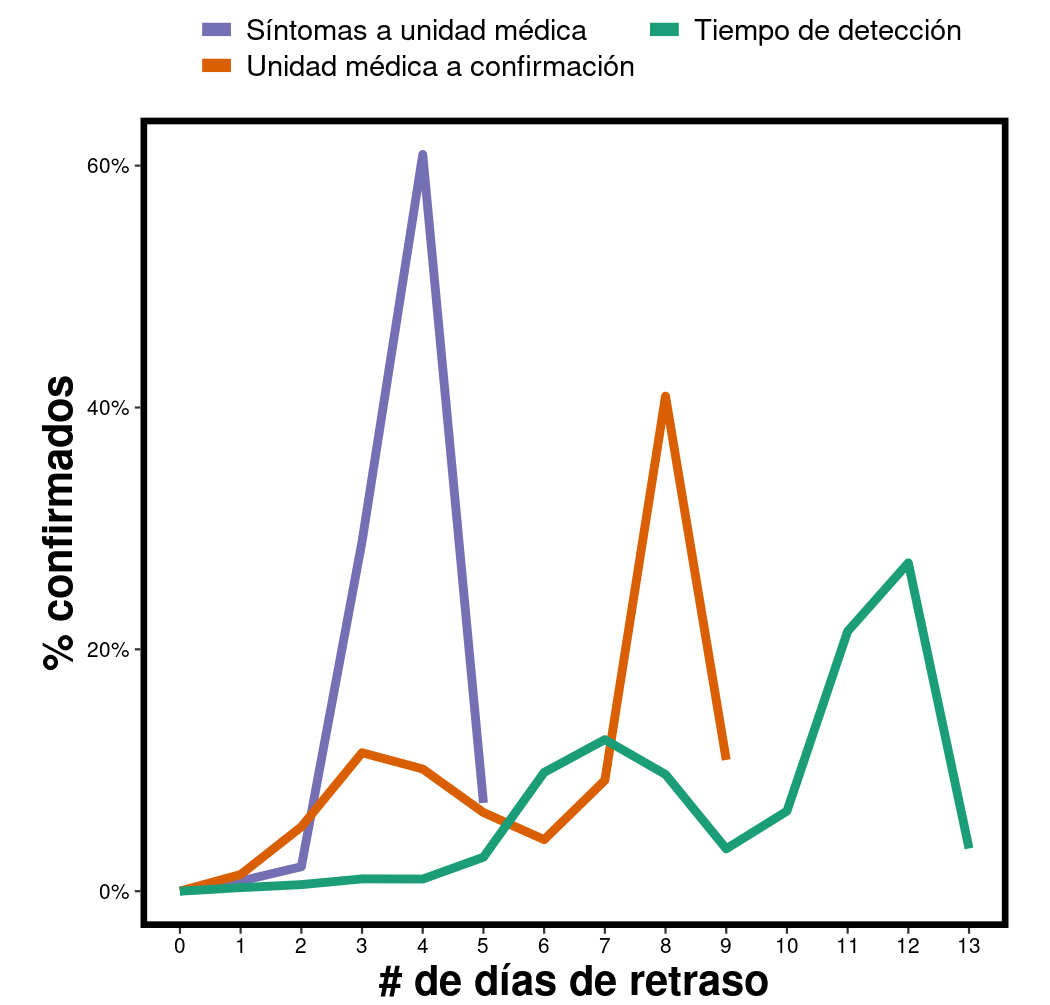 Síntomas a unidad médica
Tiempo de detección
Unidad médica a confirmación
60%
40%
20%
0%
% confirmados
0 1 2 3 4 5 6 7 8 9 10 11 12 13
# de días de retraso